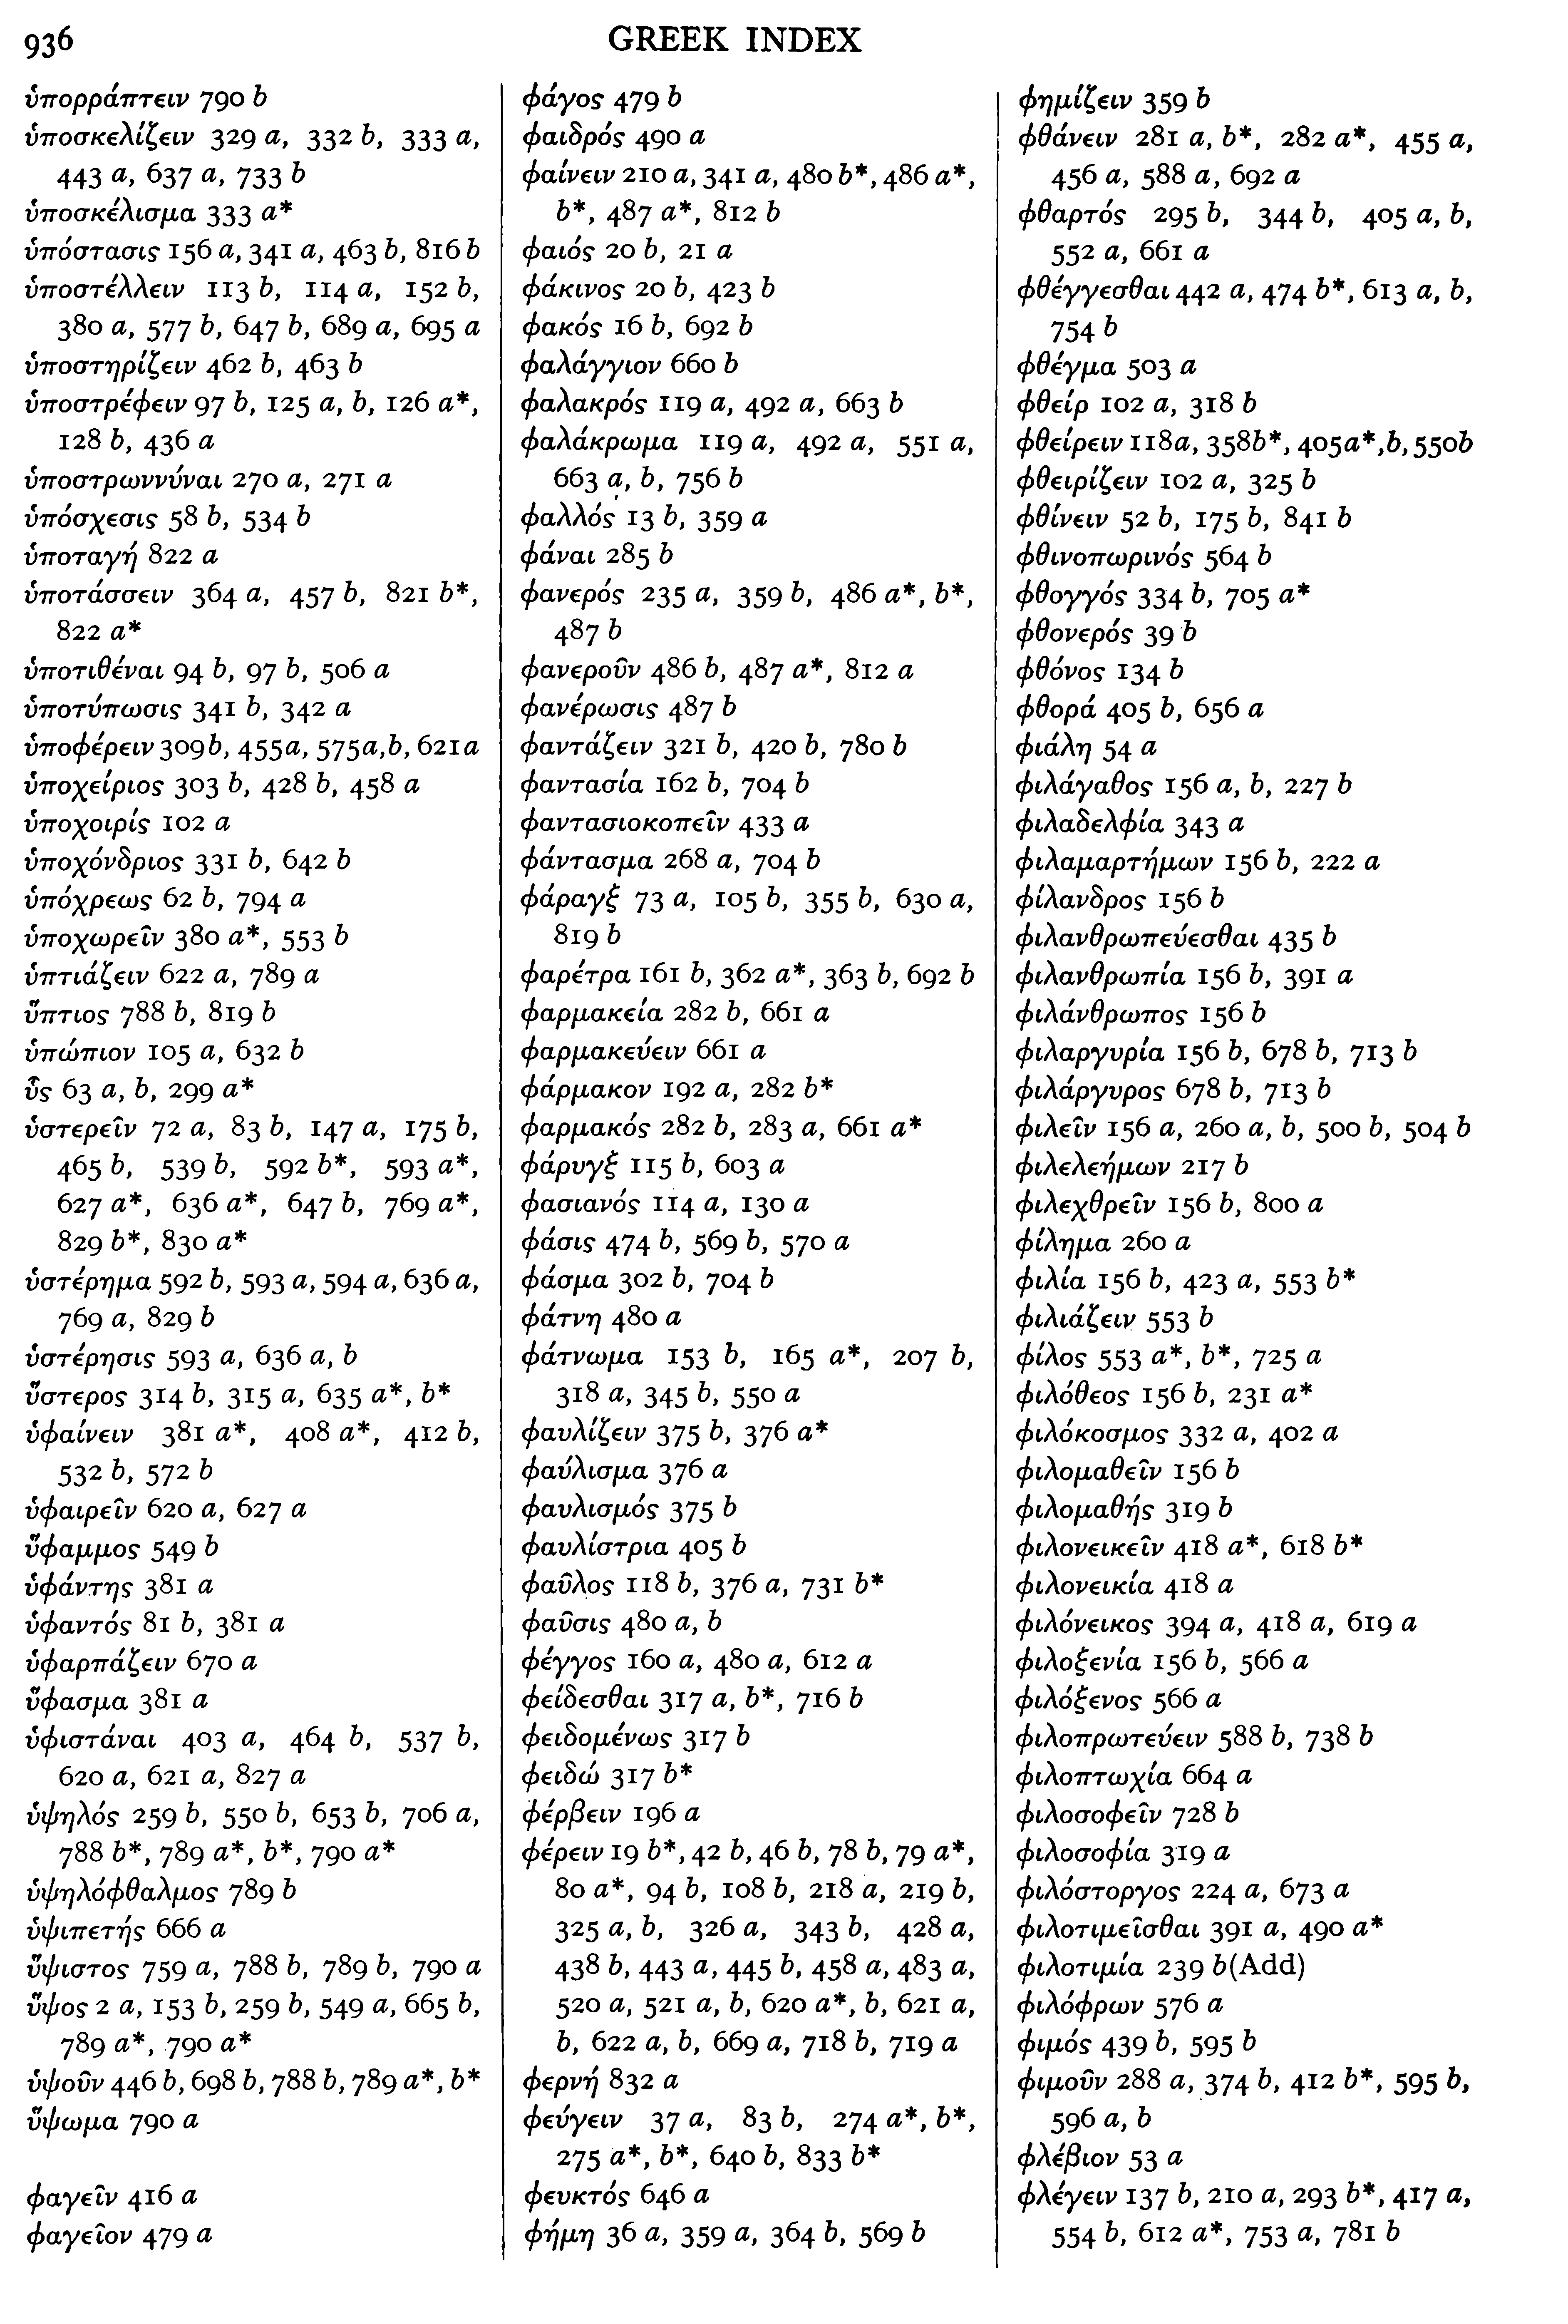 936
GREEK INDEX
ὑπορράπτειν 790 b
ὑποσκελίζειν 329 a, 332 b, 333 a,
443 a, 637 a, 733 b
ὑποσκέλισμα 333 a*
ὑπόστασις 156 a, 341 a, 463 b, 816 b
ὑποστέλλειν 113 b, 114 a, 152 b,
380 a, 577 b, 647 b, 689 a, 695 a
ὑποστηρίζειν 462 b, 463 b
ὑποστρέφειν 97 b, 125 a, b, 126 a*,
128 b, 436 a
ὑποστρωννύναι 270 a, 271 a
ὑπόσχεσις 58 b, 534 b
ὑποταγή 822 a
ὑποτάσσειν 364 a, 457 b, 821 b*,
822 a*
ὑποτιθέναι 94 b, 97 b, 506 a
ὑποτύπωσις 341 b, 342 a
ὑποφέρειν 309 b, 455 a, 575 a, b, 621 a
ὑποχείριος 303 b, 428 b, 458 a
ὑποχοιρίς 102 a
ὑποχόνδριος 331 b, 642 b
ὑπόχρεως 62 b, 794 a
ὑποχωρεῖν 380 a*, 553 b
ὑπτιάζειν 622 a, 789 a
ὕπτιος 788 b, 819 b
ὑπώπιον 105 a, 632 b
ὗς 63 a, b, 299 a*
ὑστερεῖν 72 a, 83 b, 147 a, 175 b,
465 b, 539 b, 592 b*, 593 a*,
627 a*, 636 a*, 647 b, 769 a*,
829 b*, 830 a*
ὑστέρημα 592 b, 593 a, 594 a, 636 a,
769 a, 829 b
ὑστέρησις 593 a, 636 a, b
ὕστερος 314 b, 315 a, 635 a*, b*
ὑφαίνειν 381 a*, 408 a*, 412 b,
532 b, 572 b
ὑφαιρεῖν 620 a, 627 a
ὕφαμμος 549 b
ὑφάντης 381 a
ὑφαντός 81 b, 381 a
ὑφαρπάζειν 670 a
ὕφασμα 381 a
ὑφιστάναι 403 a, 464 b, 537 b,
620 a, 621 a, 827 a
ὑψηλός 259 b, 550 b, 653 b, 706 a,
788 b*, 789 a*, b*, 790 a*
ὑψηλόφθαλμος 789 b
ὑψιπετής 666 a
ὕψιστος 759 a, 788 b, 789 b, 790 a
ὕψος 2 a, 153 b, 259 b, 549 a, 665 b,
789 a*, 790 a*
ὑψοῦν 446 b, 698 b, 788 b, 789 a*, b*
ὕψωμα 790 a
φαγεῖν 416 a
φαγεῖον 479 a
φάγος 479 b
φαιδρός 490 a
φαίνειν 210 a, 341 a, 480 b*, 486 a*,
b*, 487 a*, 812 b
φαιός 20 b, 21 a
φάκινος 20 b, 423 b
φακός 16 b, 692 b
φαλάγγιον 660 b
φαλακρός 119 a, 492 a, 663 b
φαλάκρωμα 119 a, 492 a, 551 a,
663 a, b, 756 b
φαλλός 13 b, 359 a
φάναι 285 b
φανερός 235 a, 359 b, 486 a*, b*,
487 b
φανεροῦν 486 b, 487 a*, 812 a
φανέρωσις 487 b
φαντάζειν 321 b, 420 b, 780 b
φαντασία 162 b, 704 b
φαντασιοκοπεῖν 433 a
φάντασμα 268 a, 704 b
φάραγξ 73 a, 105 b, 355 b, 630 a,
819 b
φαρέτρα 161 b, 362 a*, 363 b, 692 b
φαρμακεία 282 b, 661 a
φαρμακεύειν 661 a
φάρμακον 192 a, 282 b*
φαρμακός 282 b, 283 a, 661 a*
φάρυγξ 115 b, 603 a
φασιανός 114 a, 130 a
φάσις 474 b, 569 b, 570 a
φάσμα 302 b, 704 b
φάτνη 480 a
φάτνωμα 153 b, 165 a*, 207 b,
318 a, 345 b, 550 a
φαυλίζειν 375 b, 376 a*
φαύλισμα 376 a
φαυλισμός 375 b
φαυλίστρια 405 b
φαῦλος 118 b, 376 a, 731 b*
φαῦσις 480 a, b
φέγγος 160 a, 480 a, 612 a
φείδεσθαι 317 a, b*, 716 b
φειδομένως 317 b
φειδώ 317 b*
φέρβειν 196 a
φέρειν 19 b*, 42 b, 46 b, 78 b, 79 a*,
80 a*, 94 b, 108 b, 218 a, 219 b,
325 a, b, 326 a, 343 b, 428 a,
438 b, 443 a, 445 b, 458 a, 483 a,
520 a, 521 a, b, 620 a*, b, 621 a,
b, 622 a, b, 669 a, 718 b, 719 a
φερνή 832 a
φεύγειν 37 a, 83 b, 274 a*, b*,
275 a*, b*, 640 b, 833 b*
φευκτός 646 a
φήμη 36 a, 359 a, 364 b, 569 b
φημίζειν 359 b
φθάνειν 281 a, b*, 282 a*, 455 a,
456 a, 588 a, 692 a
φθαρτός 295 b, 344 b, 405 a, b,
552 a, 661 a
φθέγγεσθαι 442 a, 474 b*, 613 a, b,
754 b
φθέγμα 503 a
φθείρ 102 a, 318 b
φθείρειν 118 a, 358 b*, 405 a*, b, 550 b
φθειρίζειν 102 a, 325 b
φθίνειν 52 b, 175 b, 841 b
φθινοπωρινός 564 b
φθογγός 334 b, 705 a*
φθονερός 39 b
φθόνος 134 b
φθορά 405 b, 656 a
φιάλη 54 a
φιλάγαθος 156 a, b, 227 b
φιλαδελφία 343 a
φιλαμαρτήμων 156 b, 222 a
φίλανδρος 156 b
φιλανθρωπεύεσθαι 435 b
φιλανθρωπία 156 b, 391 a
φιλάνθρωπος 156 b
φιλαργυρία 156 b, 678 b, 713 b
φιλάργυρος 678 b, 713 b
φιλεῖν 156 a, 260 a, b, 500 b, 504 b
φιλελεήμων 217 b
φιλεχθρεῖν 156 b, 800 a
φίλημα 260 a
φιλία 156 b, 423 a, 553 b*
φιλιάζειν 553 b
φίλος 553 a*, b*, 725 a
φιλόθεος 156 b, 231 a*
φιλόκοσμος 332 a, 402 a
φιλομαθεῖν 156 b
φιλομαθής 319 b
φιλονεικεῖν 418 a*, 618 b*
φιλονεικία 418 a
φιλόνεικος 394 a, 418 a, 619 a
φιλοξενία 156 b, 566 a
φιλόξενος 566 a
φιλοπρωτεύειν 588 b, 738 b
φιλοπτωχία 664 a
φιλοσοφεῖν 728 b
φιλοσοφία 319 a
φιλόστοργος 224 a, 673 a
φιλοτιμεῖσθαι 391 a, 490 a*
φιλοτιμία 239 b(Add)
φιλόφρων 576 a
φιμός 439 b, 595 b
φιμοῦν 288 a, 374 b, 412 b*, 595 b,
596 a, b
φλέβιον 53 a
φλέγειν 137 b, 210 a, 293 b*, 417 a,
554 b, 612 a*, 753 a, 781 b